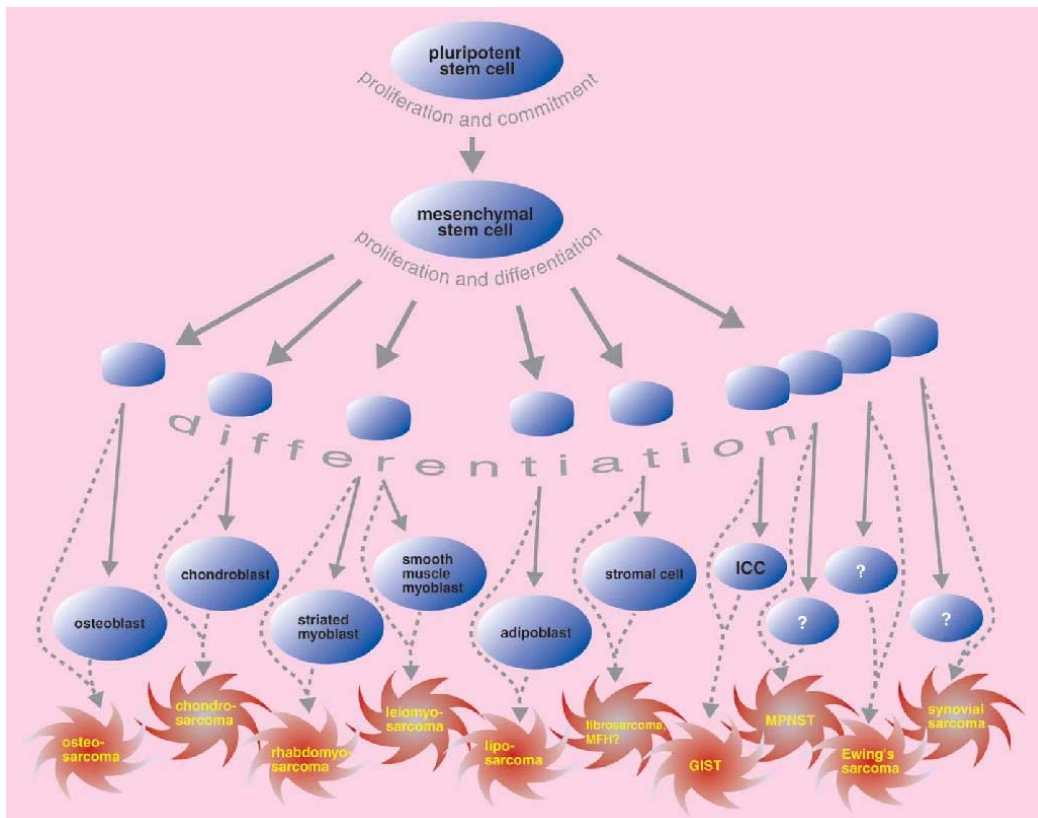 pluripotent
stem cell
proliferation and commitment
mesenchymal
stem cell
proliferation and differentiation
differentiation
osteoblast
chondroblast
striated
myoblast
smooth
muscle
myoblast
adipoblast
stromal cell
ICC
?
?
?
osteo-
sarcoma
chondro-
sarcoma
rhabdomyo-
sarcoma
leiomyo-
sarcoma
lipo-
sarcoma
fibrosarcoma,
MFH?
GIST
MPNST
Ewing's
sarcoma
synovial
sarcoma